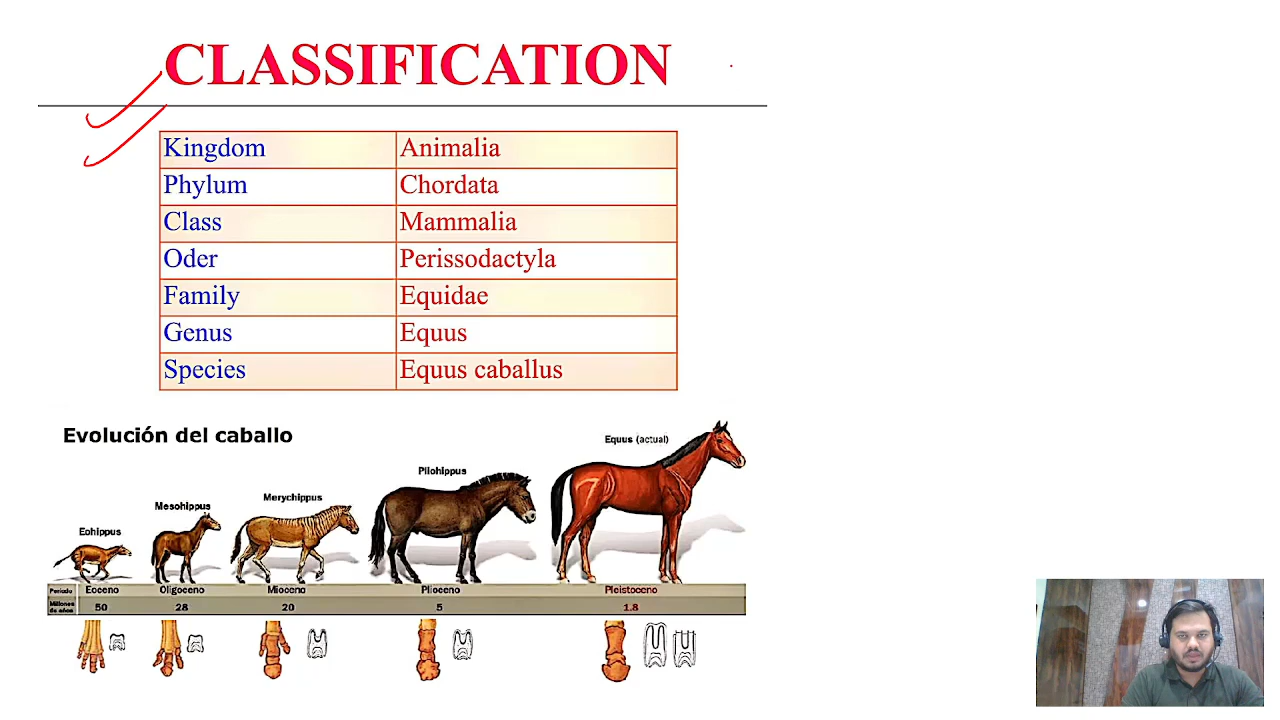 CLASSIFICATION
Kingdom Animalia
Phylum Chordata
Class Mammalia
Oder Perissodactyla
Family Equidae
Genus Equus
Species Equus caballus
Evolución del caballo
Equus (actual)
Pliohippus
Merychippus
Mesohippus
Eohippus
Periodo Eoceno Oligoceno Mioceno Plioceno Pleistoceno
Millones de años 50 28 20 5 1.8